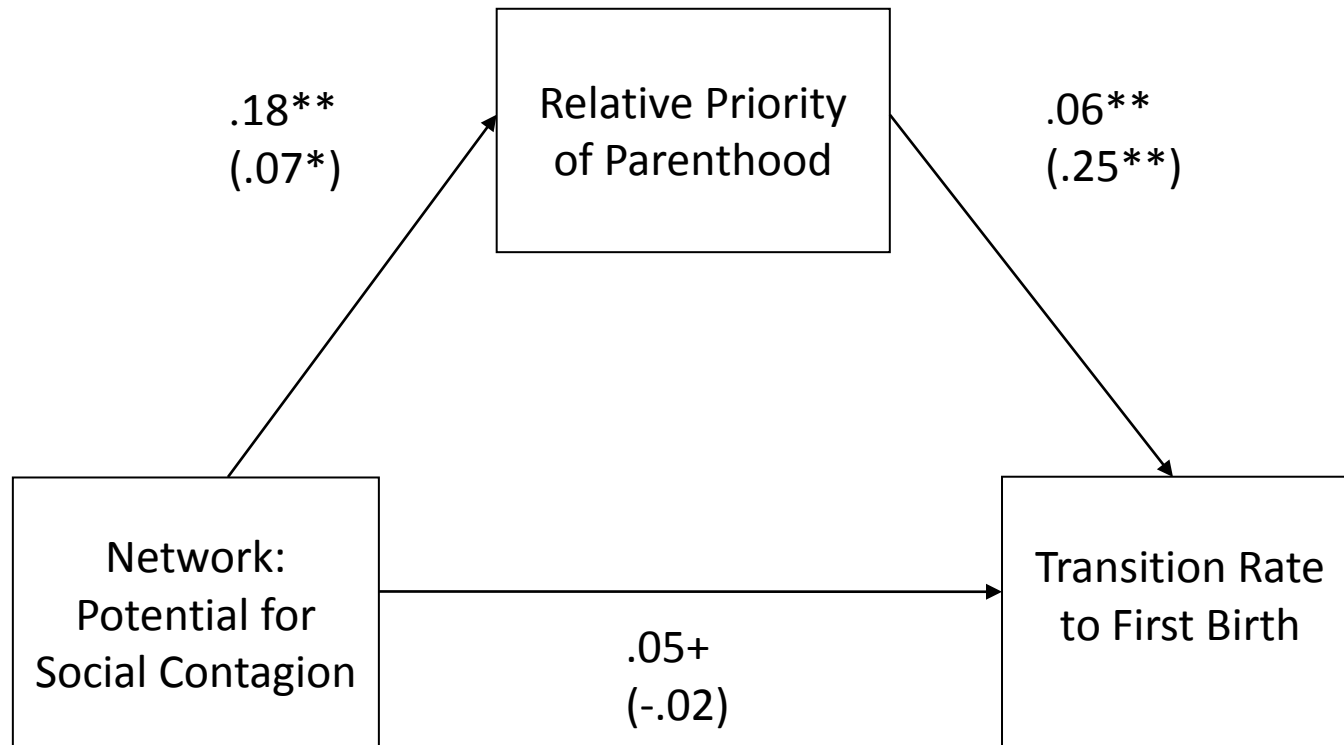 .18**
(.07*)
Relative Priority
of Parenthood
.06**
(.25**)
Network:
Potential for
Social Contagion
.05+
(-.02)
Transition Rate
to First Birth